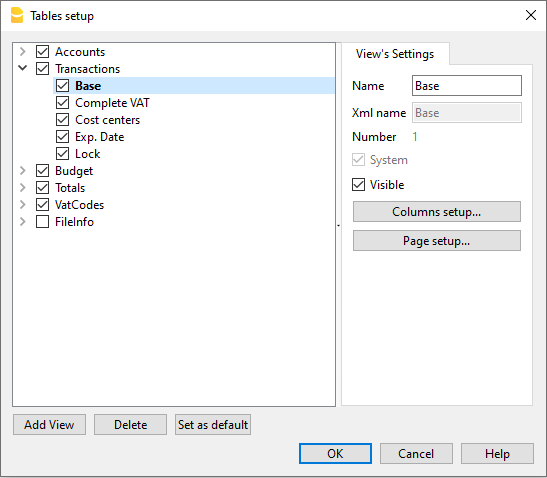 Tables setup
Accounts
Transactions
Base
Complete VAT
Cost centers
Exp. Date
Lock
Budget
Totals
VatCodes
FileInfo
View's Settings
Name Base
Xml name Base
Number 1
System
Visible
Columns setup...
Page setup...
Add View Delete Set as default
OK Cancel Help